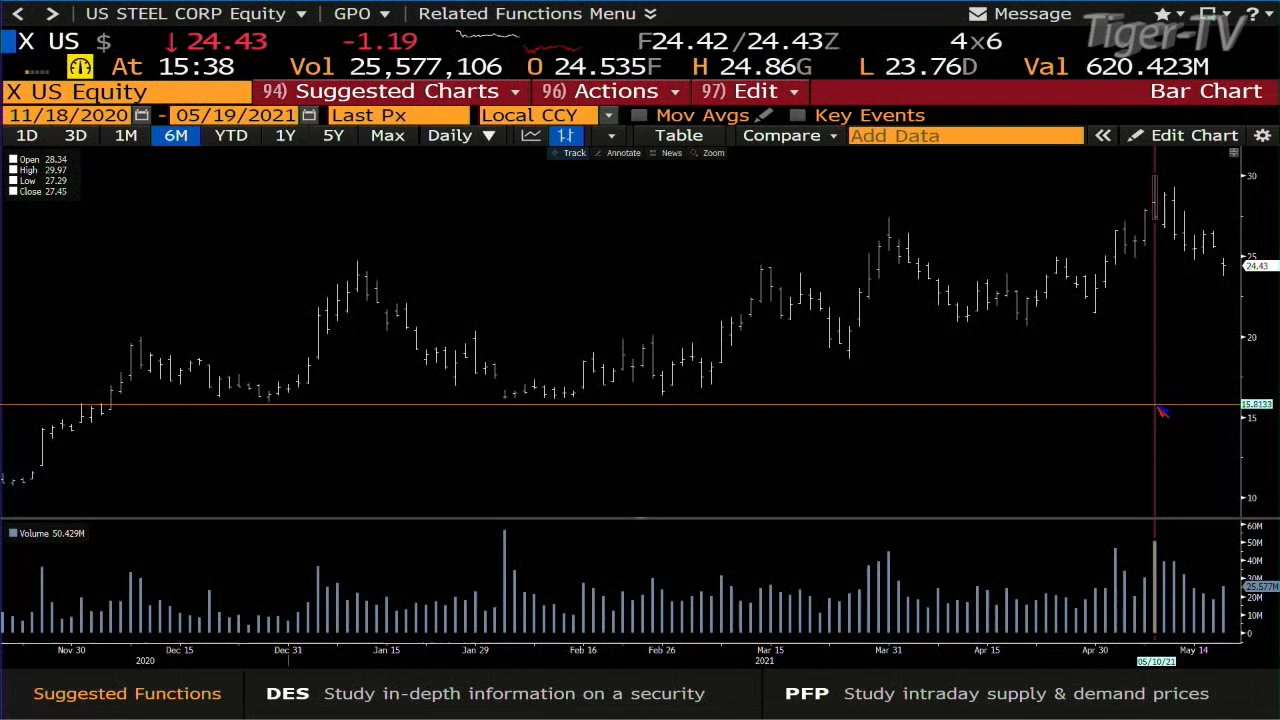 US STEEL CORP Equity GPO Related Functions Menu Message ?
X US $ 24.43 -1.19 F24.42/24.43Z 4x6 Tiger-TV
At 15:38 Vol 25,577,106 O 24.535F H 24.86G L 23.76D Val 620.423M
X US Equity 94) Suggested Charts 96) Actions 97) Edit Bar Chart
11/18/2020 - 05/19/2021 Last Px Local CCY Mov Avgs Key Events
1D 3D 1M 6M YTD 1Y 5Y Max Daily ▼ Table Compare Add Data « Edit Chart
Track Annotate News Zoom
Open 28.34
High 29.97
Low 27.29
Close 27.45
30
25
24.43
20
15.8133
15
10
Volume 50.429M
60M
50M
40M
30M
25.577M
20M
10M
0
Nov 30 Dec 15 Dec 31 Jan 15 Jan 29 Feb 16 Feb 26 Mar 15 Mar 31 Apr 15 Apr 30 May 14
2020 2021 05/10/21
Suggested Functions DES Study in-depth information on a security PFP Study intraday supply & demand prices